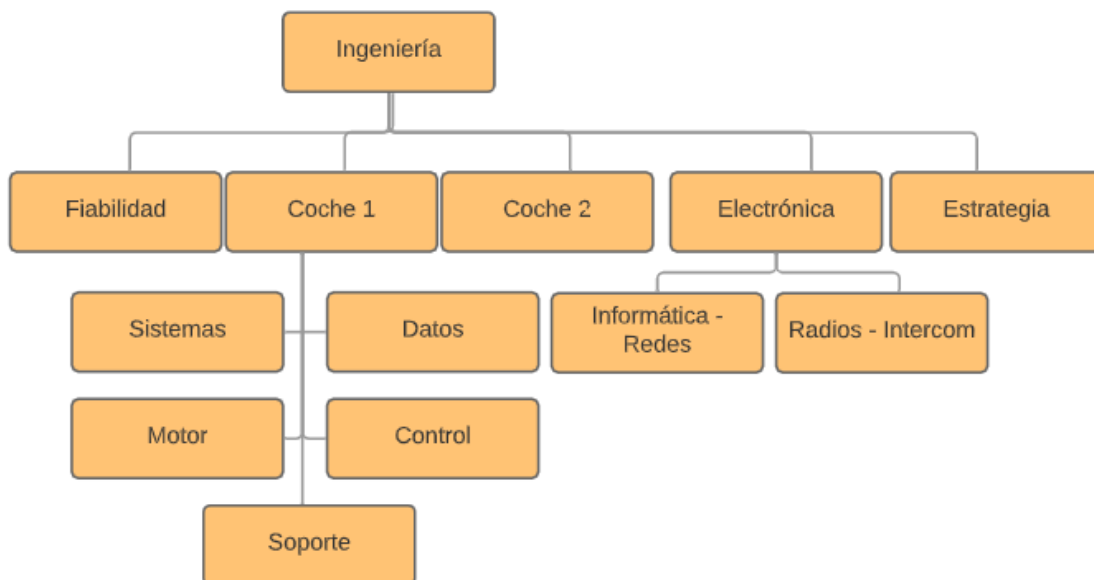 Ingeniería
Fiabilidad
Coche 1
Coche 2
Electrónica
Estrategia
Sistemas
Datos
Informática -
Redes
Radios - Intercom
Motor
Control
Soporte